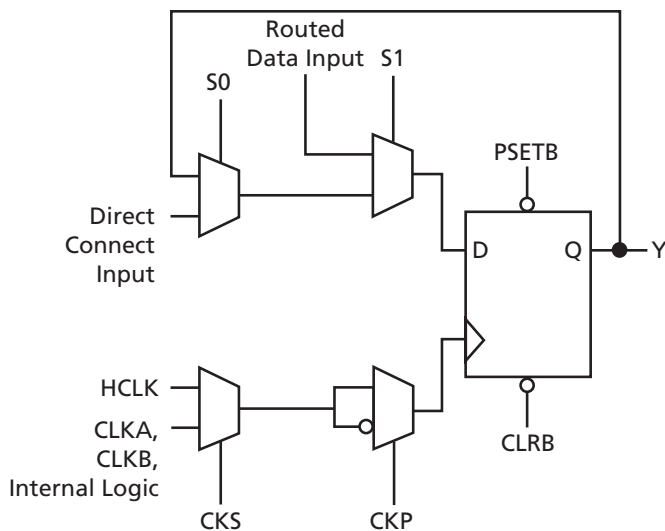 Routed
Data Input
S1
S0
PSETB
Direct
Connect
Input
D
Q
Y
HCLK
CLKA,
CLKB,
Internal Logic
CLRB
CKS
CKP